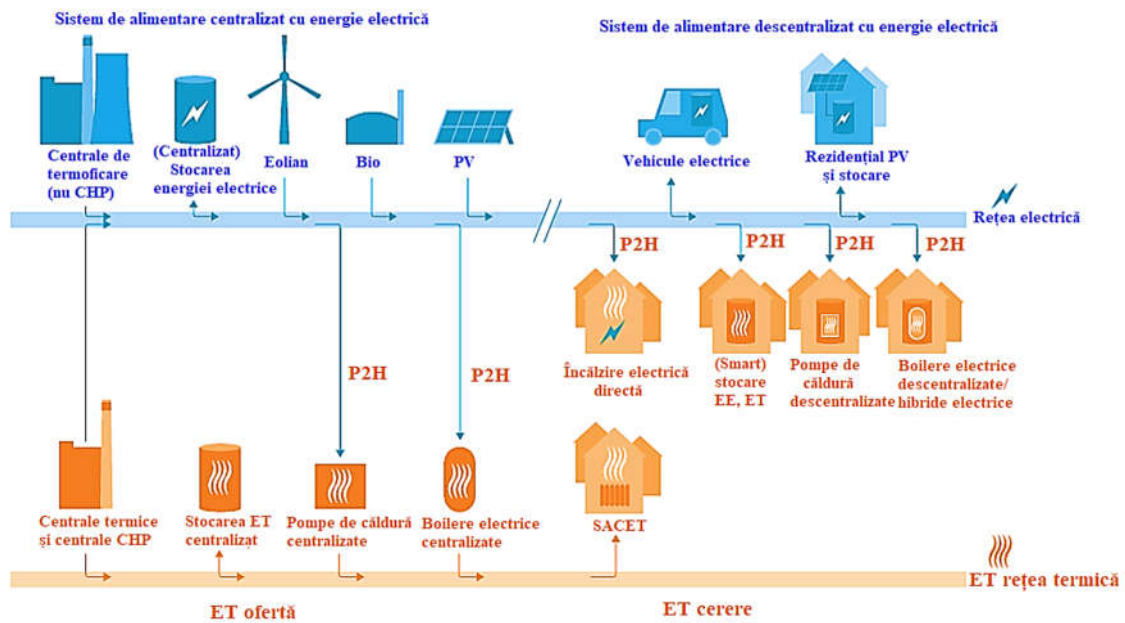 Sistem de alimentare centralizat cu energie electrică
Sistem de alimentare descentralizat cu energie electrică
Centrale de
termoficare
(nu CHP)
(Centralizat)
Stocarea
energiei electrice
Eolian
Bio
PV
Vehicule electrice
Rezidențial PV
și stocare
Rețea electrică
P2H
P2H
P2H
P2H
P2H
P2H
Încălzire electrică
directă
(Smart)
stocare
EE, ET
Pompe de
căldură
descentralizate
Boilere electrice
descentralizate/
hibride electrice
Centrale termice
și centrale CHP
Stocarea ET
centralizaț
Pompe de căldură
centralizate
Boilere electrice
centralizate
SACET
ET rețea termică
ET ofertă
ET cerere